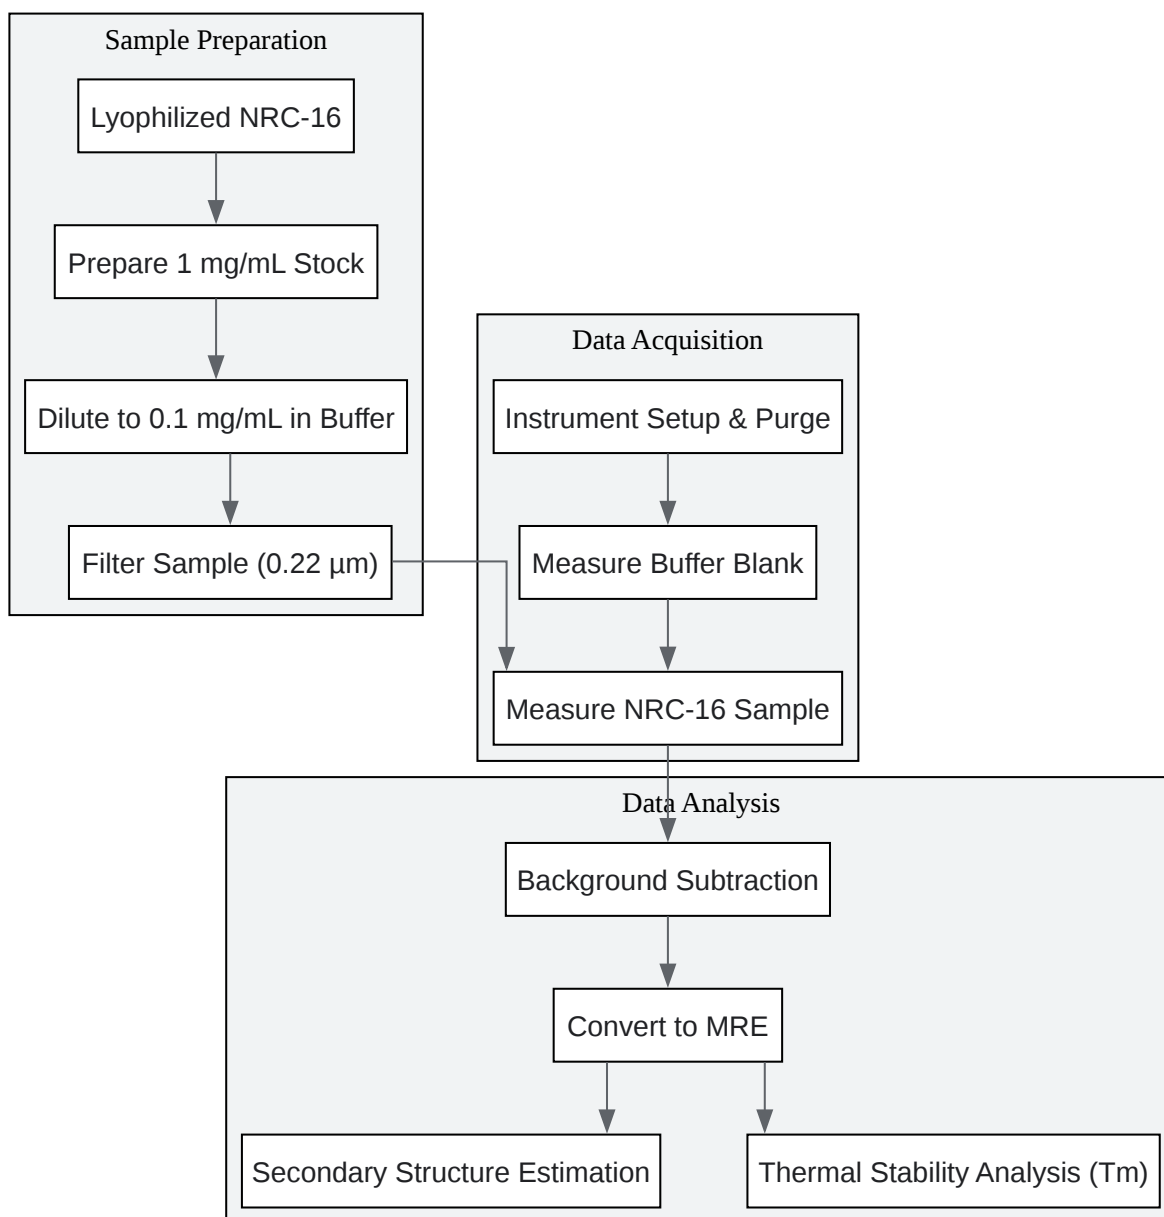 Sample Preparation
Lyophilized NRC-16
Prepare 1 mg/mL Stock
Dilute to 0.1 mg/mL in Buffer
Filter Sample (0.22 µm)
Data Acquisition
Instrument Setup & Purge
Measure Buffer Blank
Measure NRC-16 Sample
Data Analysis
Background Subtraction
Convert to MRE
Secondary Structure Estimation
Thermal Stability Analysis (Tm)